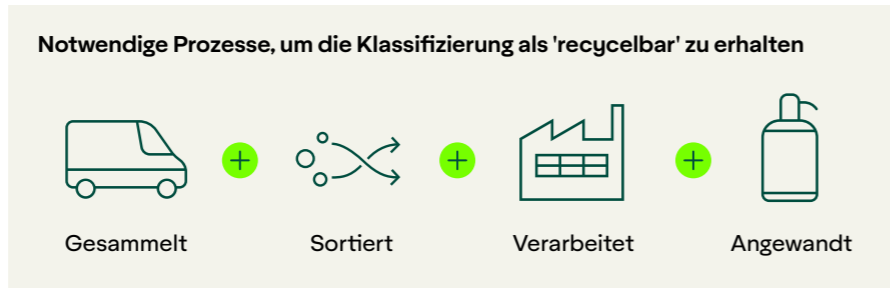 Notwendige Prozesse, um die Klassifizierung als 'recycelbar' zu erhalten
Gesammelt
Sortiert
Verarbeitet
Angewandt